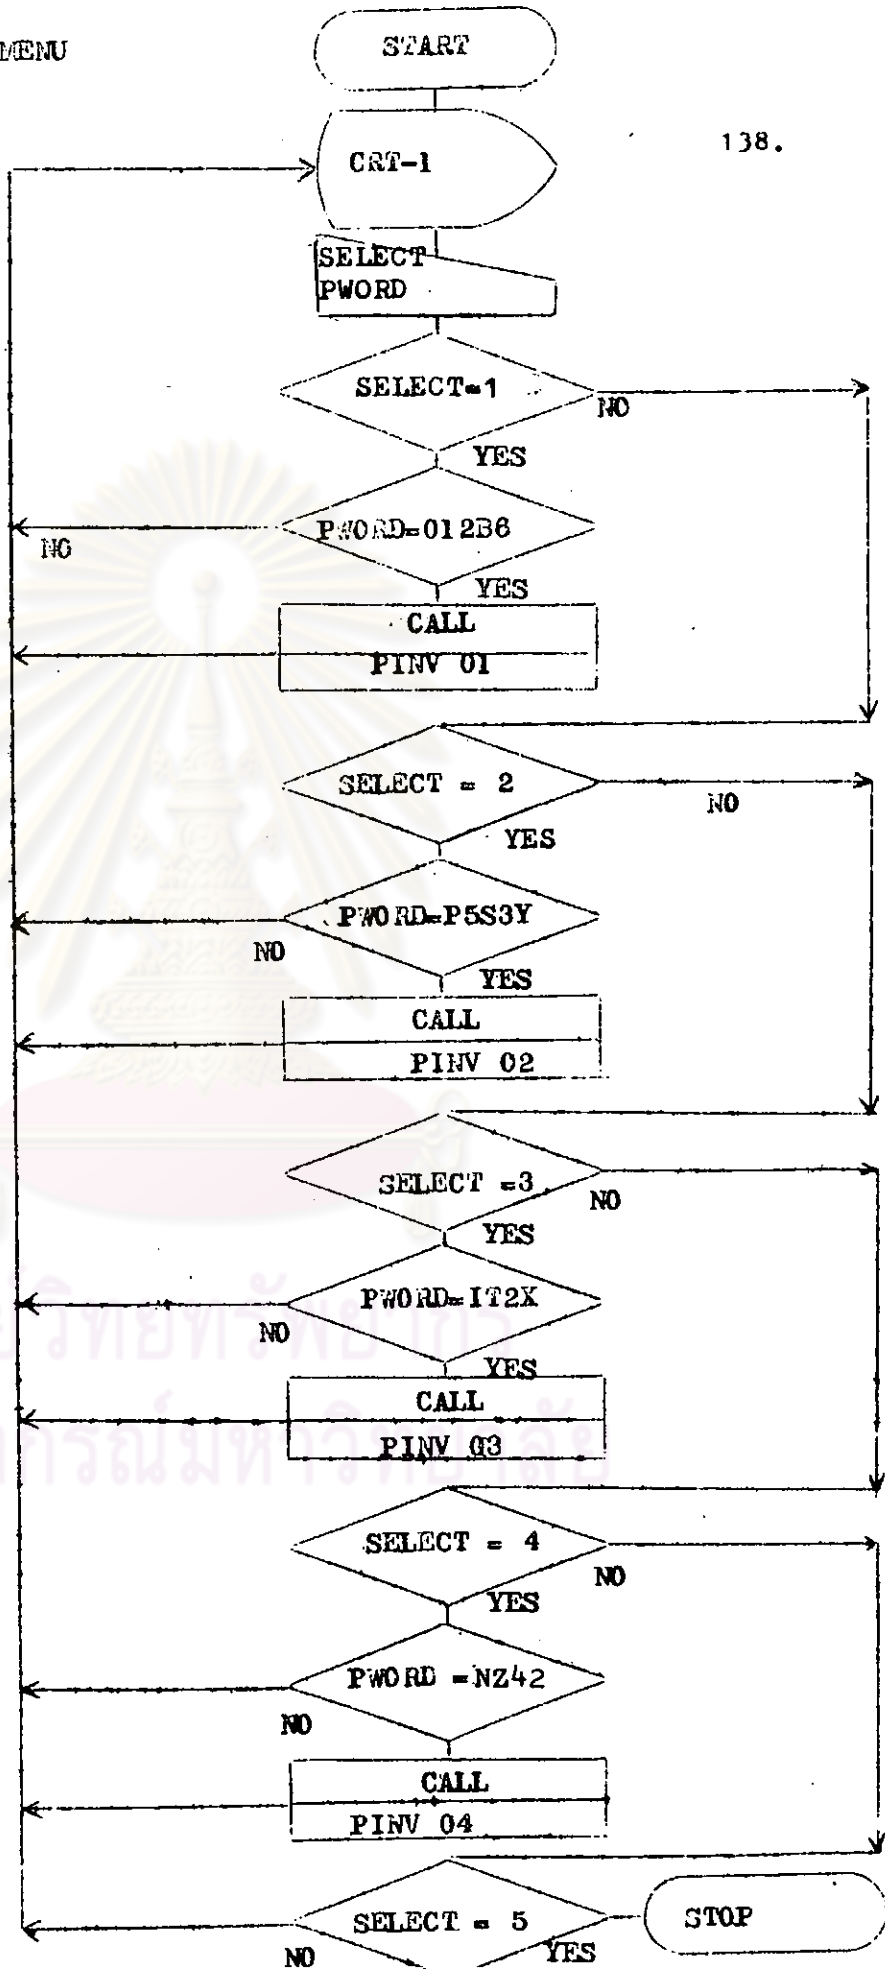 MENU
START
138.
CRT-1
SELECT
PWORD
SELECT=1
NO
YES
PWORD=012B6
NO
YES
CALL
PINV 01
SELECT = 2
NO
YES
PWORD=P5S3Y
NO
YES
CALL
PINV 02
SELECT =3
NO
YES
PWORD=IT2X
NO
YES
CALL
PINV 03
SELECT = 4
NO
YES
PWORD =NZ42
NO
CALL
PINV 04
SELECT = 5
STOP
NO
YES